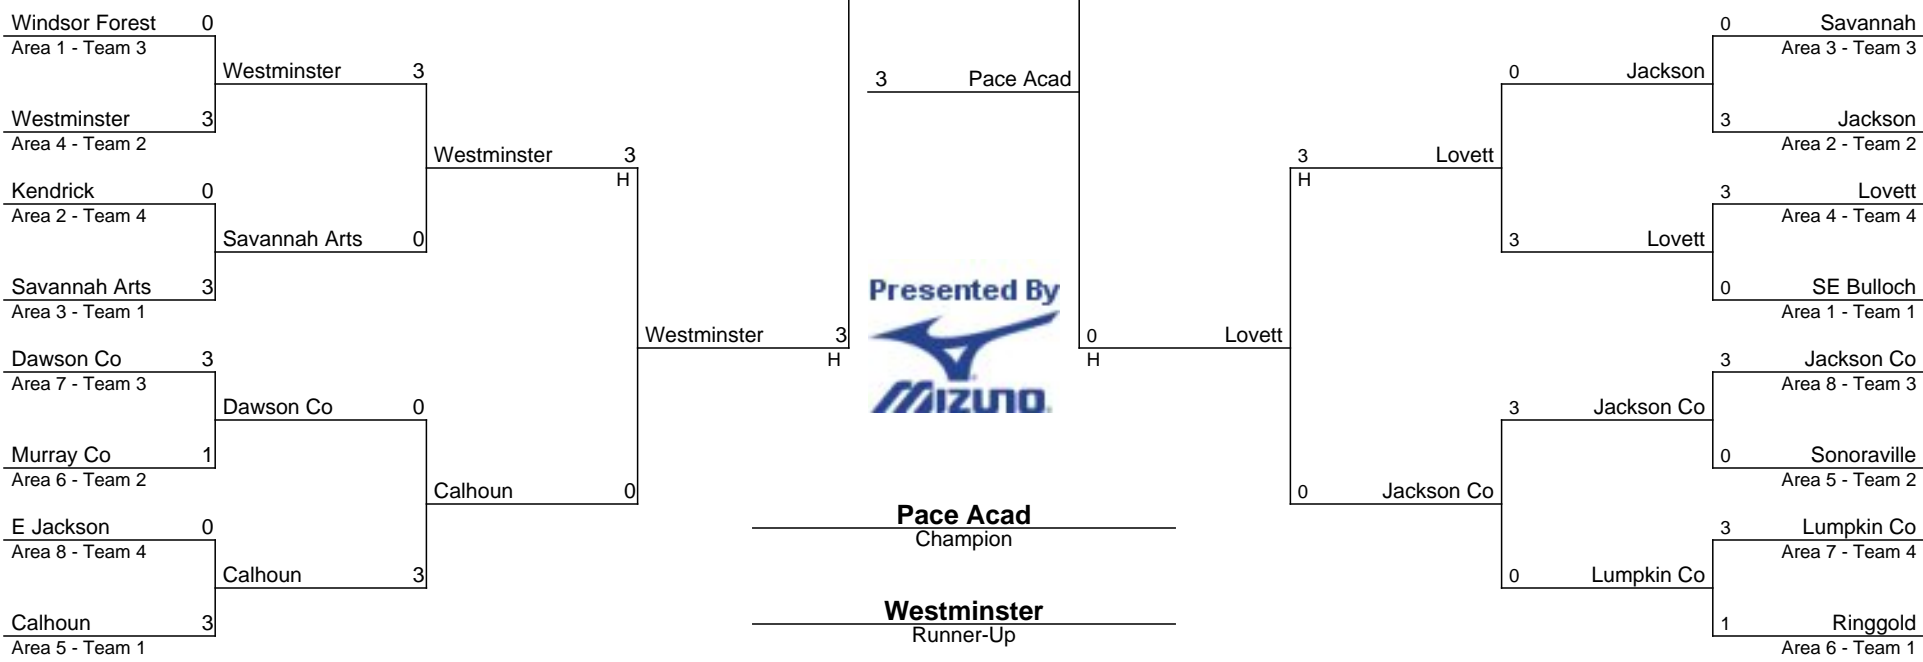 Windsor Forest 0
Area 1 - Team 3
Westminster 3
Westminster 3
Area 4 - Team 2
Westminster 3
H
Kendrick 0
Area 2 - Team 4
Savannah Arts 0
Savannah Arts 3
Area 3 - Team 1
Westminster 3
H
Dawson Co 3
Area 7 - Team 3
Dawson Co 0
Murray Co 1
Area 6 - Team 2
Calhoun 0
E Jackson 0
Area 8 - Team 4
Calhoun 3
Calhoun 3
Area 5 - Team 1
3 Pace Acad
Presented By
MIZUNO
Pace Acad
Champion
Westminster
Runner-Up
0 Savannah
Area 3 - Team 3
0 Jackson
3 Jackson
Area 2 - Team 2
3 Lovett
H
3 Lovett
Area 4 - Team 4
3 Lovett
0 SE Bulloch
Area 1 - Team 1
0 Lovett
H
3 Jackson Co
Area 8 - Team 3
3 Jackson Co
0 Sonoraville
Area 5 - Team 2
0 Jackson Co
3 Lumpkin Co
Area 7 - Team 4
0 Lumpkin Co
1 Ringgold
Area 6 - Team 1